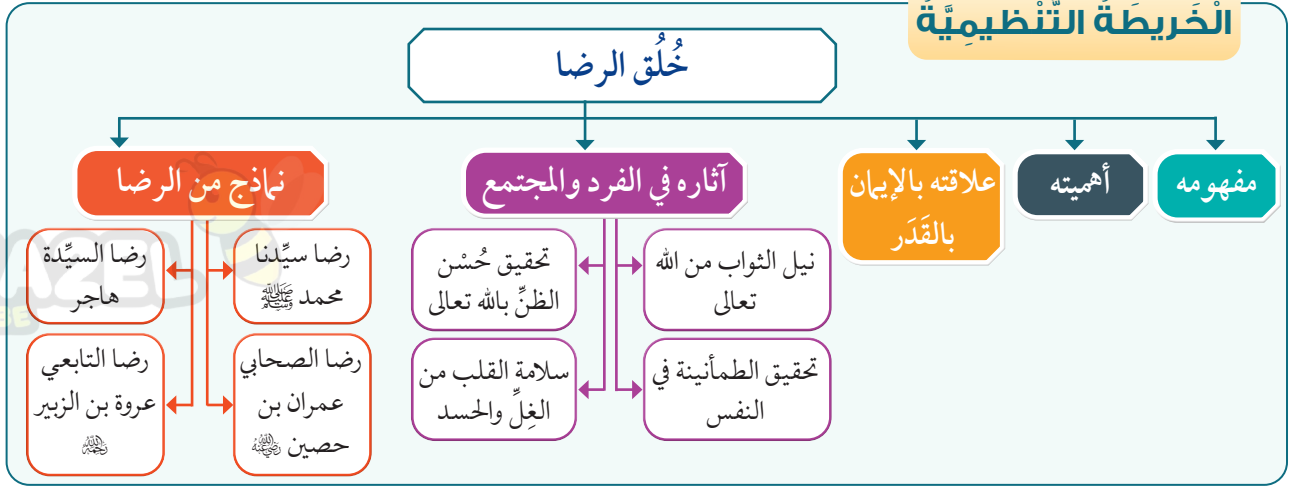 الْخَرِيطَةُ التَّنْظِيمِيَّةُ
خُلُق الرضا
مفهومه
أهميته
علاقته بالإيمان
بالقَدَر
آثاره في الفرد والمجتمع
نيل الثواب من الله
تعالى
تحقيق حُسْن
الظنِّ بالله تعالى
تحقيق الطمأنينة في
النفس
سلامة القلب من
الغِلِّ والحسد
نماذج من الرضا
رضا سيِّدنا
محمد ﷺ
رضا السيِّدة
هاجر
رضا الصحابي
عمران بن
حصين رضي الله عنه
رضا التابعي
عروة بن الزبير
رحمه الله